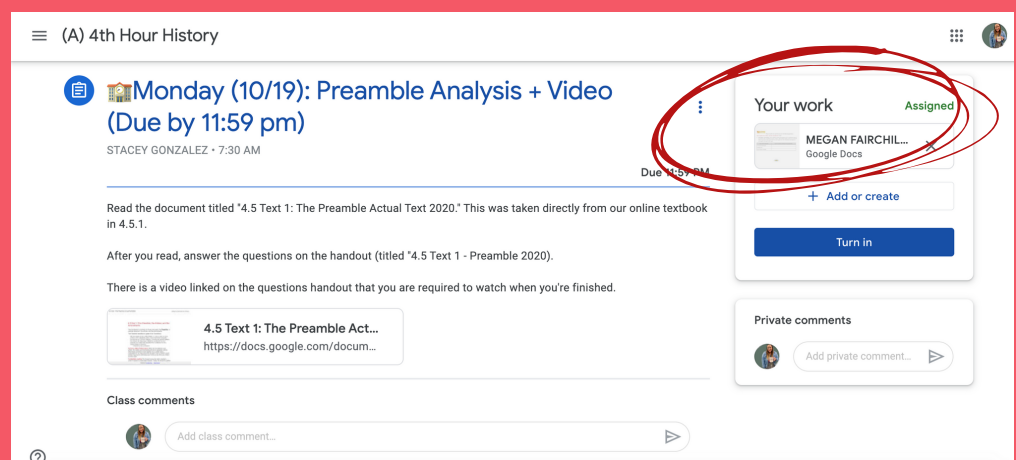 (A) 4th Hour History
Monday (10/19): Preamble Analysis + Video
(Due by 11:59 pm)
STACEY GONZALEZ • 7:30 AM
Due 11:59 PM
Read the document titled "4.5 Text 1: The Preamble Actual Text 2020." This was taken directly from our online textbook
in 4.5.1.
After you read, answer the questions on the handout (titled "4.5 Text 1 - Preamble 2020).
There is a video linked on the questions handout that you are required to watch when you're finished.
4.5 Text 1: The Preamble Act...
https://docs.google.com/docum...
Class comments
Add class comment...
Your work
Assigned
MEGAN FAIRCHIL...
Google Docs
+ Add or create
Turn in
Private comments
Add private comment...